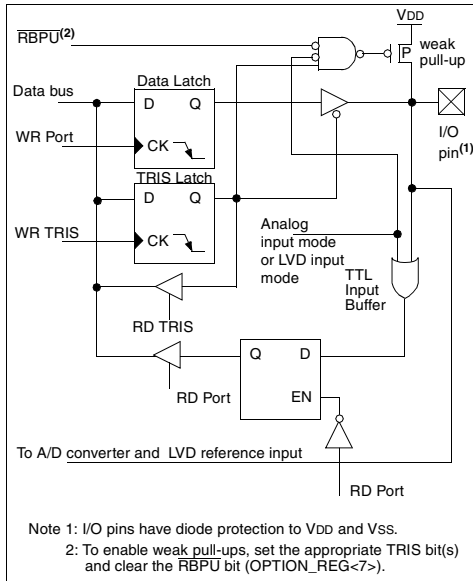 VDD
RBPU(2)
P
weak
pull-up
Data bus
Data Latch
D Q
I/O
pin(1)
WR Port
CK
TRIS Latch
D Q
WR TRIS
CK
Analog
input mode
or LVD input
mode
TTL
Input
Buffer
RD TRIS
Q D
RD Port
EN
To A/D converter and LVD reference input
RD Port
Note 1: I/O pins have diode protection to VDD and VSS.
2: To enable weak pull-ups, set the appropriate TRIS bit(s)
and clear the RBPU bit (OPTION_REG<7>).